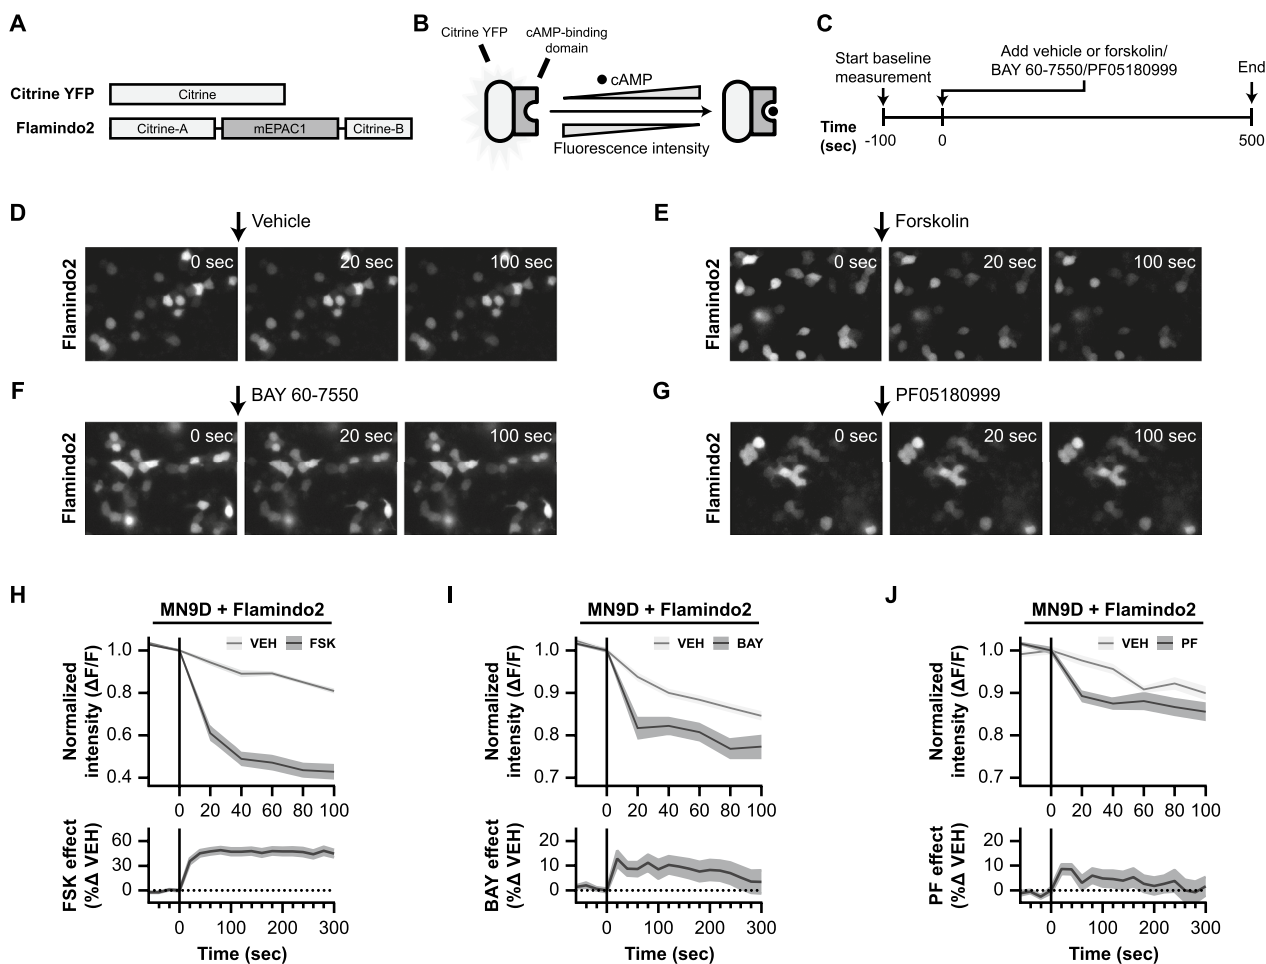 A
Citrine YFP
Citrine
Flamindo2
Citrine-A
mEPAC1
Citrine-B
B
Citrine YFP
cAMP-binding
domain
cAMP
Fluorescence intensity
C
Start baseline
measurement
Add vehicle or forskolin/
BAY 60-7550/PF05180999
End
Time
(sec)
-100
0
500
D
Vehicle
Flamindo2
0 sec
20 sec
100 sec
E
Forskolin
Flamindo2
0 sec
20 sec
100 sec
F
BAY 60-7550
Flamindo2
0 sec
20 sec
100 sec
G
PF05180999
Flamindo2
0 sec
20 sec
100 sec
H
MN9D + Flamindo2
VEH
FSK
Normalized
intensity (ΔF/F)
1.0
0.8
0.6
0.4
0 20 40 60 80 100
FSK effect
(%Δ VEH)
60
30
0
0 100 200 300
Time (sec)
I
MN9D + Flamindo2
VEH
BAY
Normalized
intensity (ΔF/F)
1.0
0.9
0.8
0.7
0 20 40 60 80 100
BAY effect
(%Δ VEH)
20
10
0
0 100 200 300
Time (sec)
J
MN9D + Flamindo2
VEH
PF
Normalized
intensity (ΔF/F)
1.0
0.9
0.8
0.7
0 20 40 60 80 100
PF effect
(%Δ VEH)
20
10
0
0 100 200 300
Time (sec)